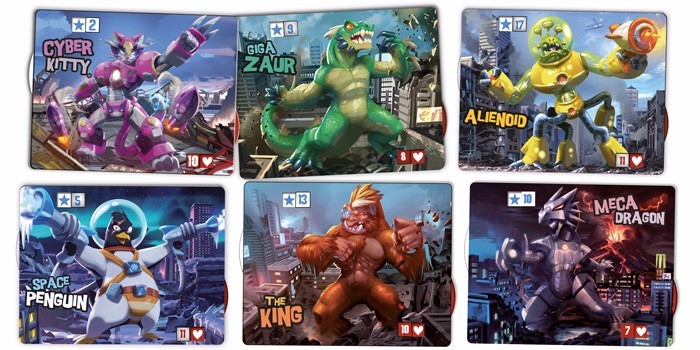 2
CYBER
KITTY
10
9
GIGA
ZAUR
8
17
ALIENOID
11
5
SPACE
PENGUIN
11
13
THE
KING
10
10
MECA
DRAGON
7